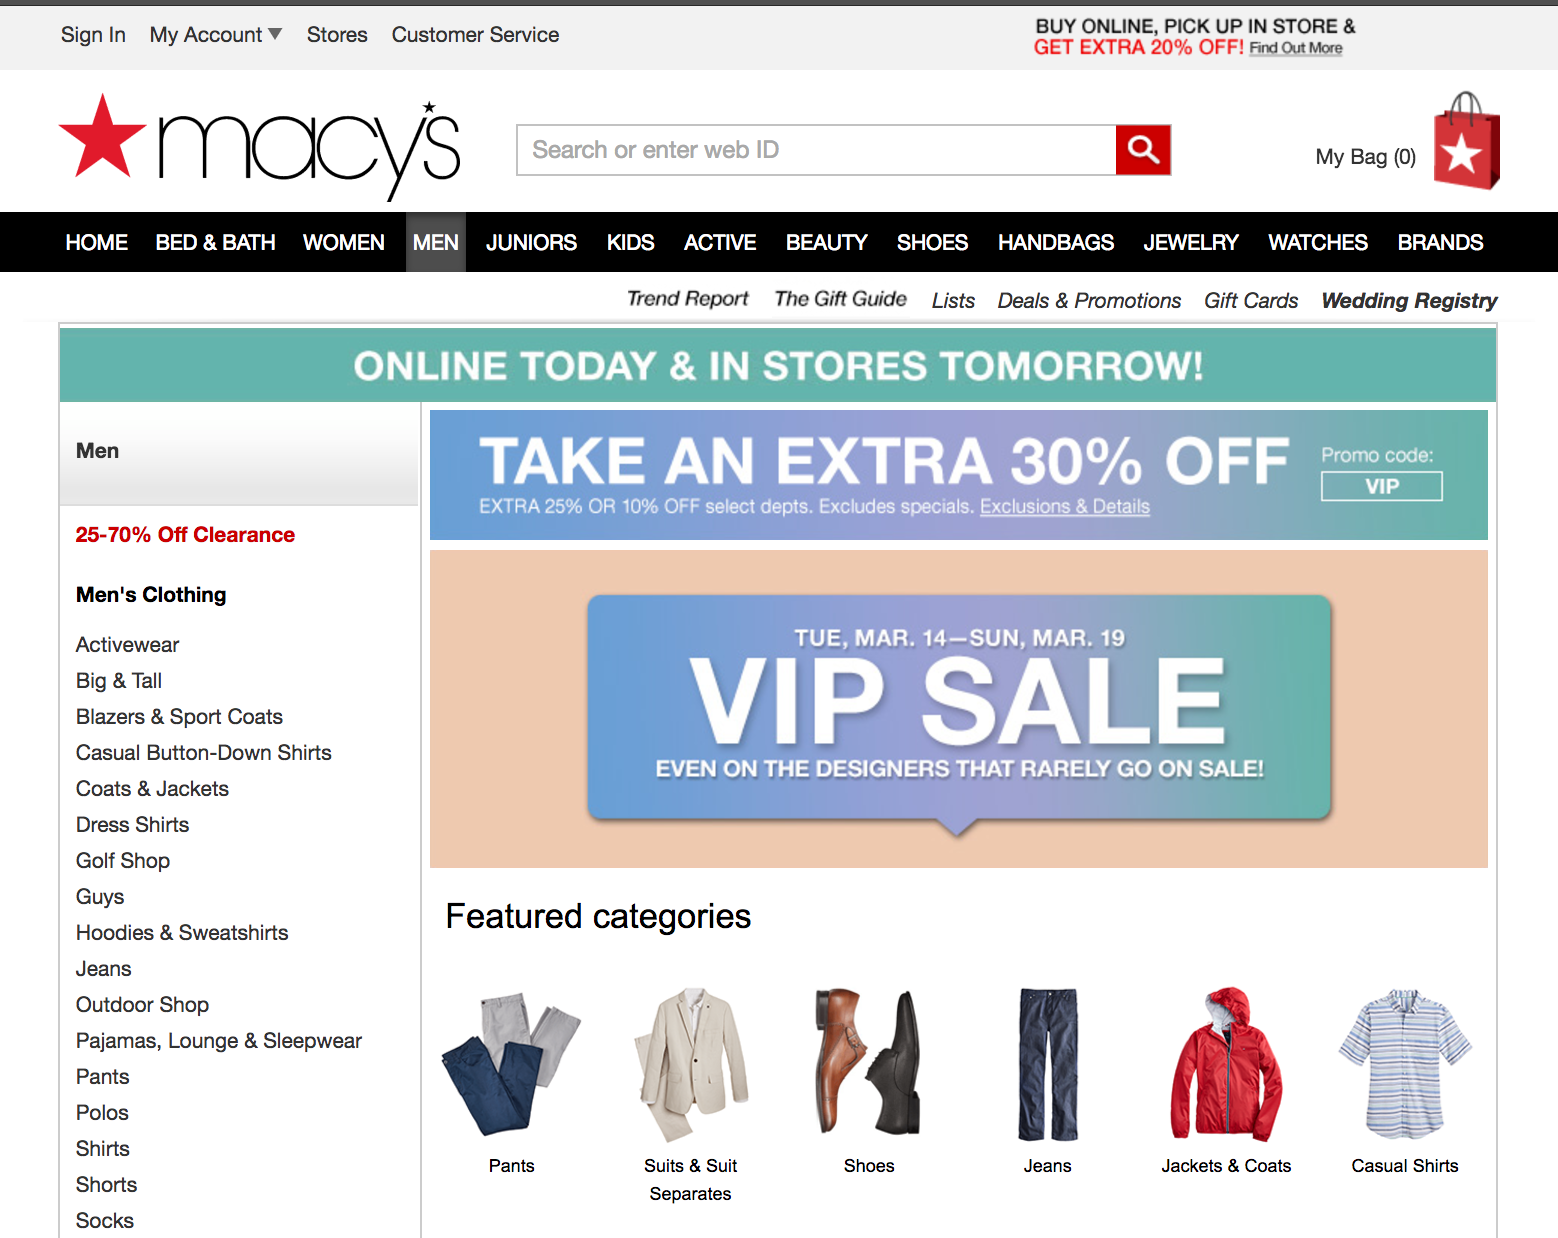 Sign In
My Account
Stores
Customer Service
BUY ONLINE, PICK UP IN STORE &
GET EXTRA 20% OFF! Find Out More
macy's
Search or enter web ID
My Bag (0)
HOME
BED & BATH
WOMEN
MEN
JUNIORS
KIDS
ACTIVE
BEAUTY
SHOES
HANDBAGS
JEWELRY
WATCHES
BRANDS
Trend Report
The Gift Guide
Lists
Deals & Promotions
Gift Cards
Wedding Registry
ONLINE TODAY & IN STORES TOMORROW!
Men
25-70% Off Clearance
Men's Clothing
Activewear
Big & Tall
Blazers & Sport Coats
Casual Button-Down Shirts
Coats & Jackets
Dress Shirts
Golf Shop
Guys
Hoodies & Sweatshirts
Jeans
Outdoor Shop
Pajamas, Lounge & Sleepwear
Pants
Polos
Shirts
Shorts
Socks
TAKE AN EXTRA 30% OFF
EXTRA 25% OR 10% OFF select depts. Excludes specials. Exclusions & Details
Promo code:
VIP
TUE, MAR. 14—SUN, MAR. 19
VIP SALE
EVEN ON THE DESIGNERS THAT RARELY GO ON SALE!
Featured categories
Pants
Suits & Suit
Separates
Shoes
Jeans
Jackets & Coats
Casual Shirts